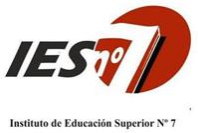 IES nº 7
Instituto de Educación Superior Nº 7